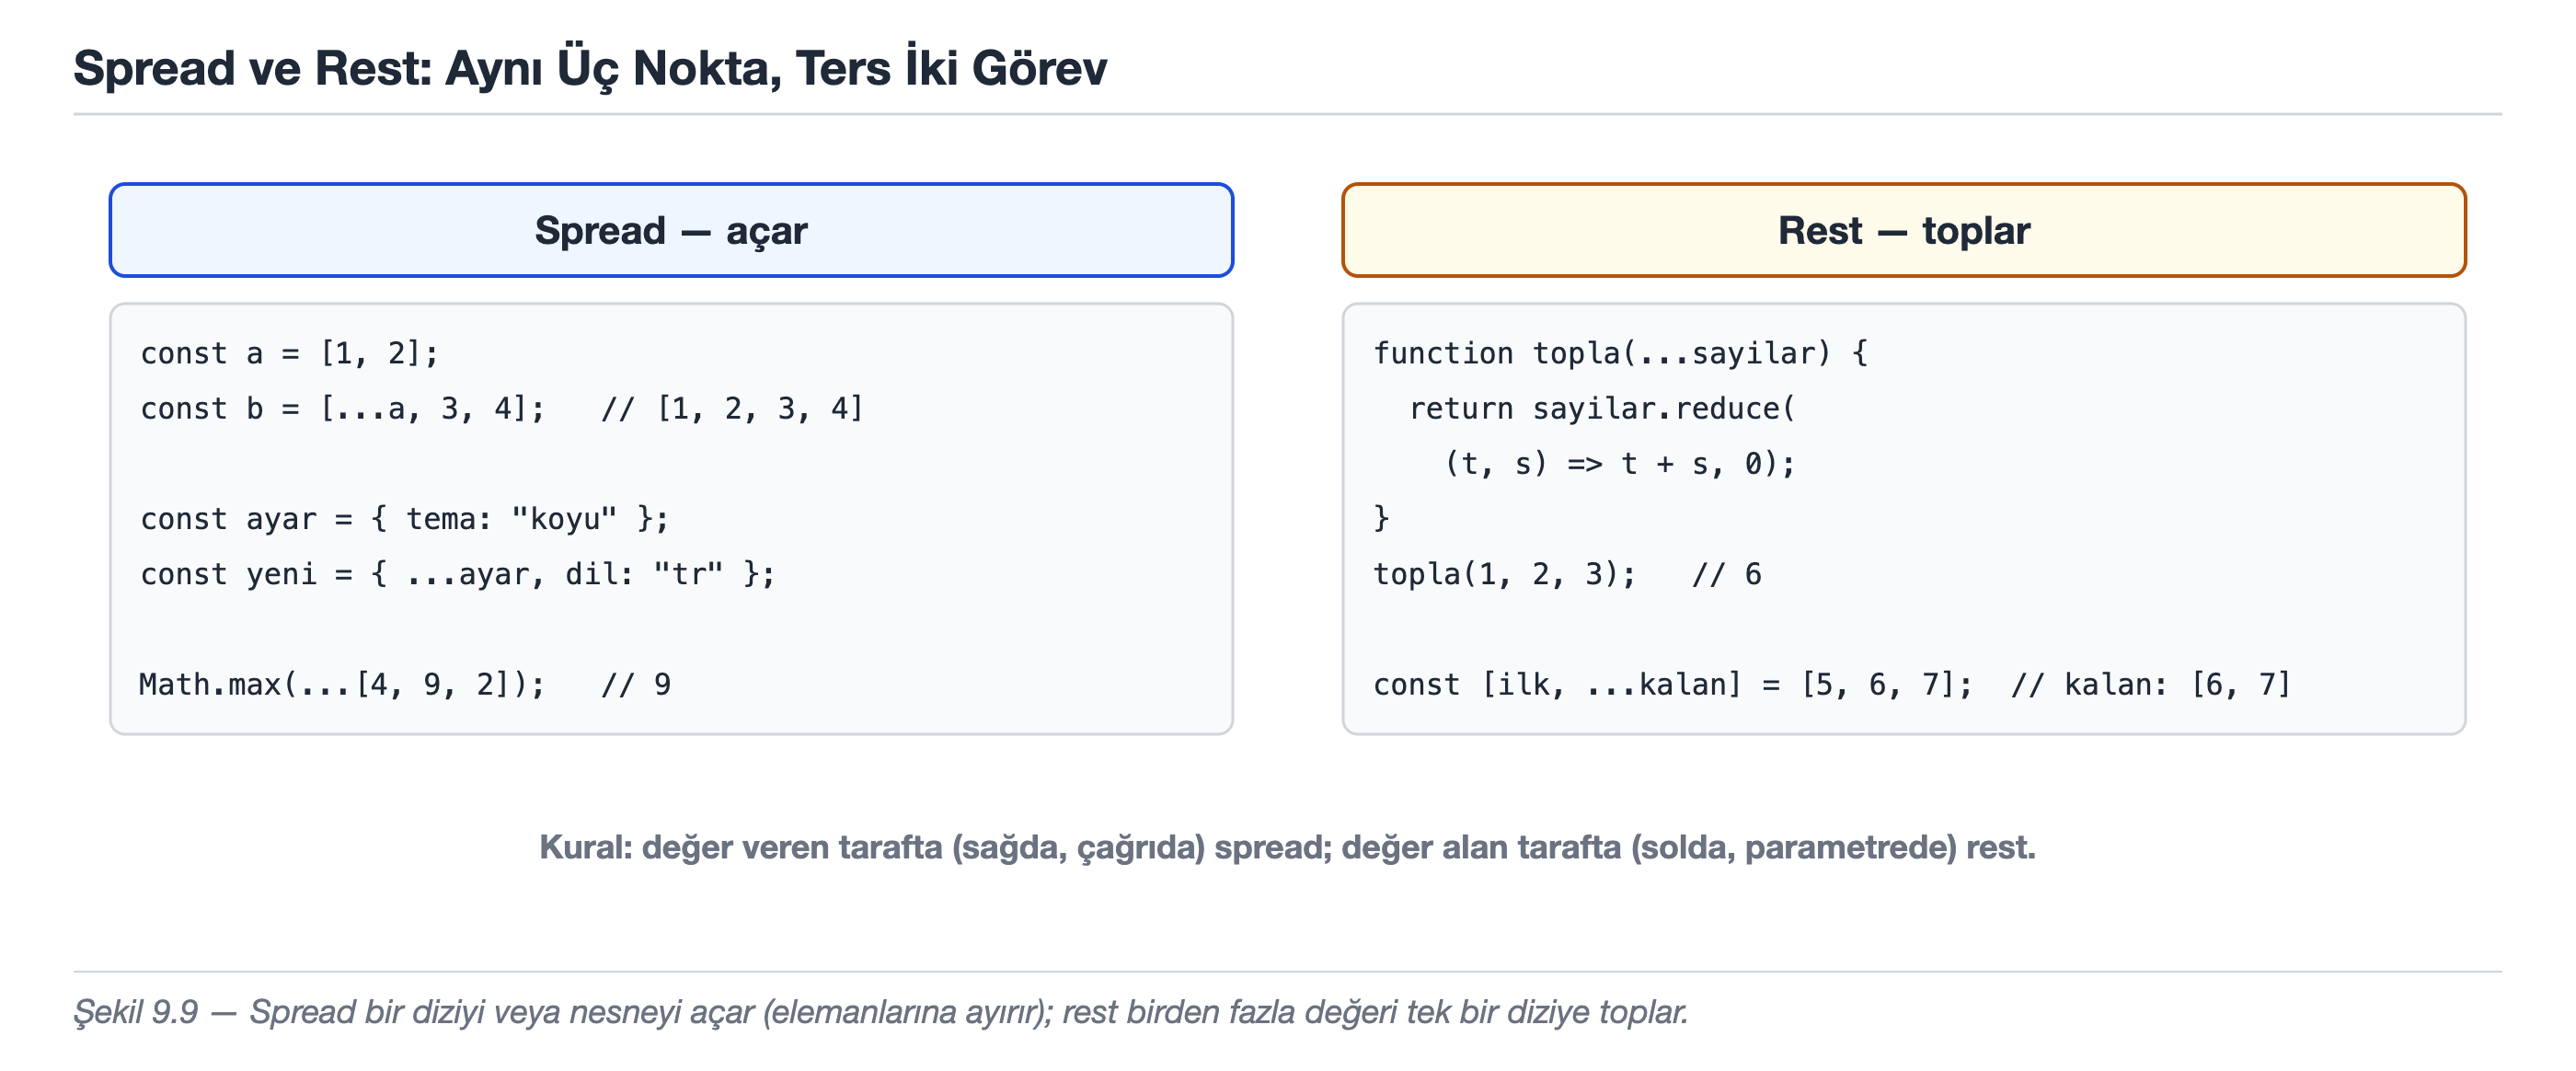 Spread ve Rest: Aynı Üç Nokta, Ters İki Görev
Spread — açar
const a = [1, 2];
const b = [...a, 3, 4];   // [1, 2, 3, 4]
const ayar = { tema: "koyu" };
const yeni = { ...ayar, dil: "tr" };
Math.max(...[4, 9, 2]);   // 9
Rest — toplar
function topla(...sayilar) {
  return sayilar.reduce(
    (t, s) => t + s, 0);
}
topla(1, 2, 3);   // 6
const [ilk, ...kalan] = [5, 6, 7];  // kalan: [6, 7]
Kural: değer veren tarafta (sağda, çağrıda) spread; değer alan tarafta (solda, parametrede) rest.
Şekil 9.9 — Spread bir diziyi veya nesneyi açar (elemanlarına ayırır); rest birden fazla değeri tek bir diziye toplar.